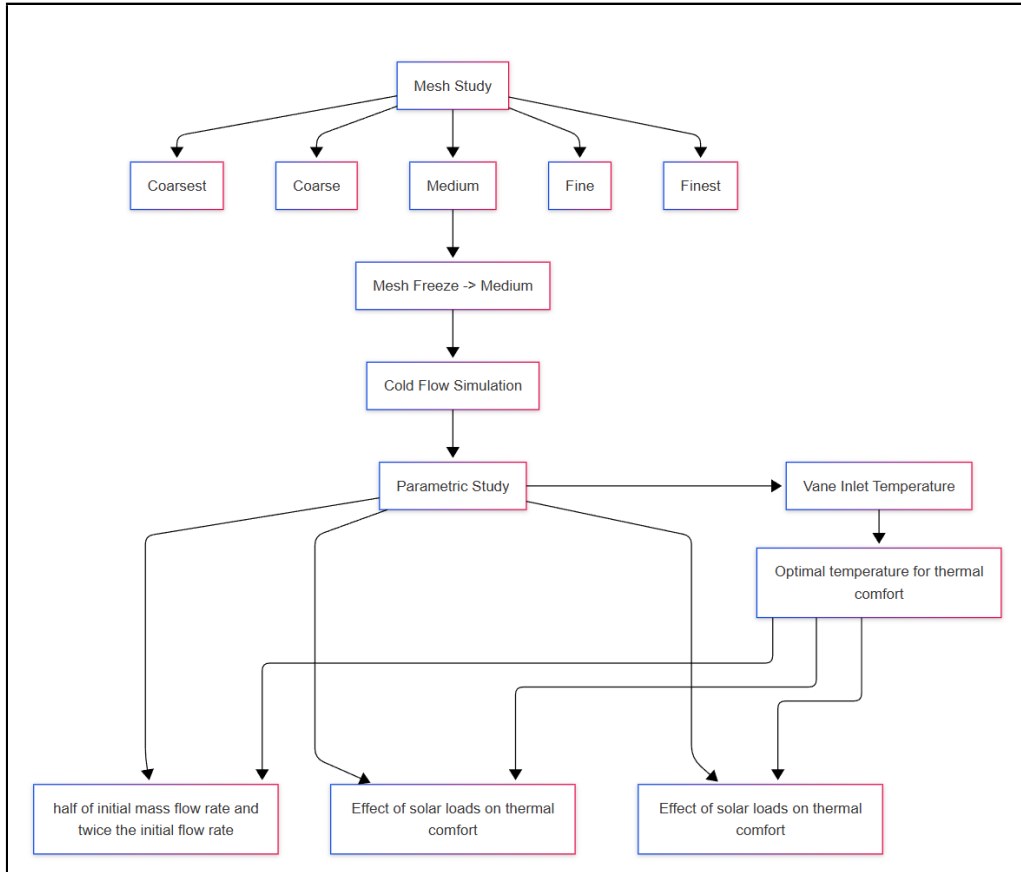 Mesh Study
Coarsest
Coarse
Medium
Fine
Finest
Mesh Freeze -> Medium
Cold Flow Simulation
Parametric Study
Vane Inlet Temperature
Optimal temperature for thermal
comfort
half of initial mass flow rate and
twice the initial flow rate
Effect of solar loads on thermal
comfort
Effect of solar loads on thermal
comfort